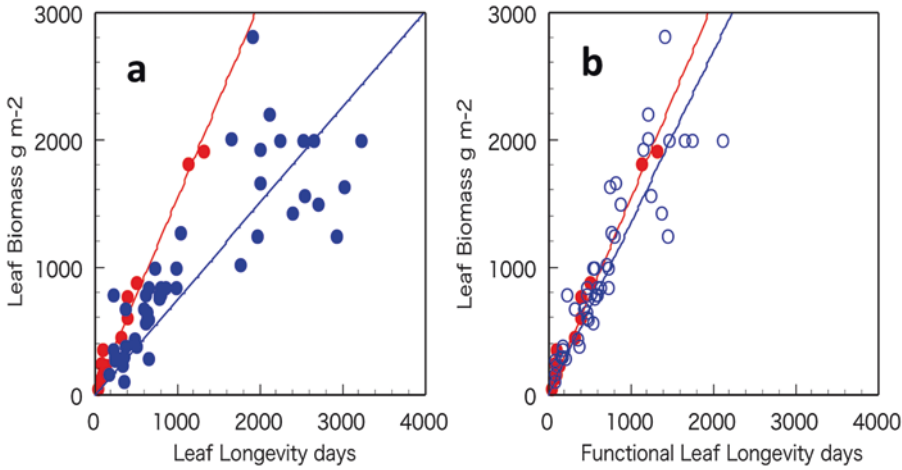 a
3000
2000
1000
0
Leaf Biomass g m-2
0 1000 2000 3000 4000
Leaf Longevity days
b
3000
2000
1000
0
Leaf Biomass g m-2
0 1000 2000 3000 4000
Functional Leaf Longevity days